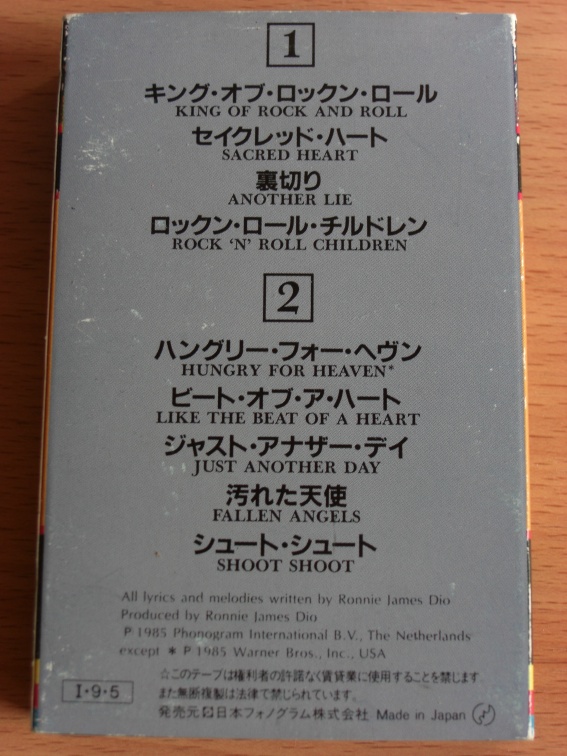 1
キング・オブ・ロックン・ロール
KING OF ROCK AND ROLL
セイクレッド・ハート
SACRED HEART
裏切り
ANOTHER LIE
ロックン・ロール・チルドレン
ROCK ‘N’ ROLL CHILDREN
2
ハングリー・フォー・ヘヴン
HUNGRY FOR HEAVEN*
ビート・オブ・ア・ハート
LIKE THE BEAT OF A HEART
ジャスト・アナザー・デイ
JUST ANOTHER DAY
汚れた天使
FALLEN ANGELS
シュート・シュート
SHOOT SHOOT
All lyrics and melodies written by Ronnie James Dio
Produced by Ronnie James Dio
℗ 1985 Phonogram International B.V., The Netherlands
except * ℗ 1985 Warner Bros., Inc., USA
☆このテープは権利者の許諾なく賃貸業に使用することを禁じます
また無断複製は法律で禁じられています。
I・9・5
発売元 日本フォノグラム株式会社 Made in Japan